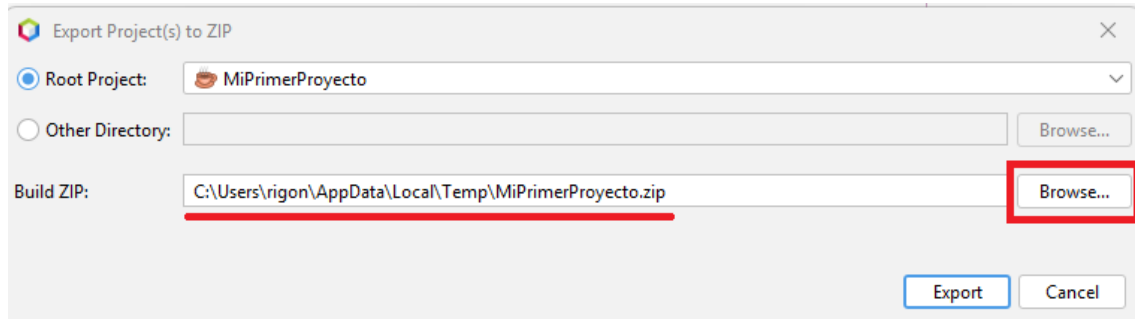 Export Project(s) to ZIP
Root Project: MiPrimerProyecto
Other Directory: Browse...
Build ZIP: C:\Users\rigon\AppData\Local\Temp\MiPrimerProyecto.zip Browse...
Export Cancel